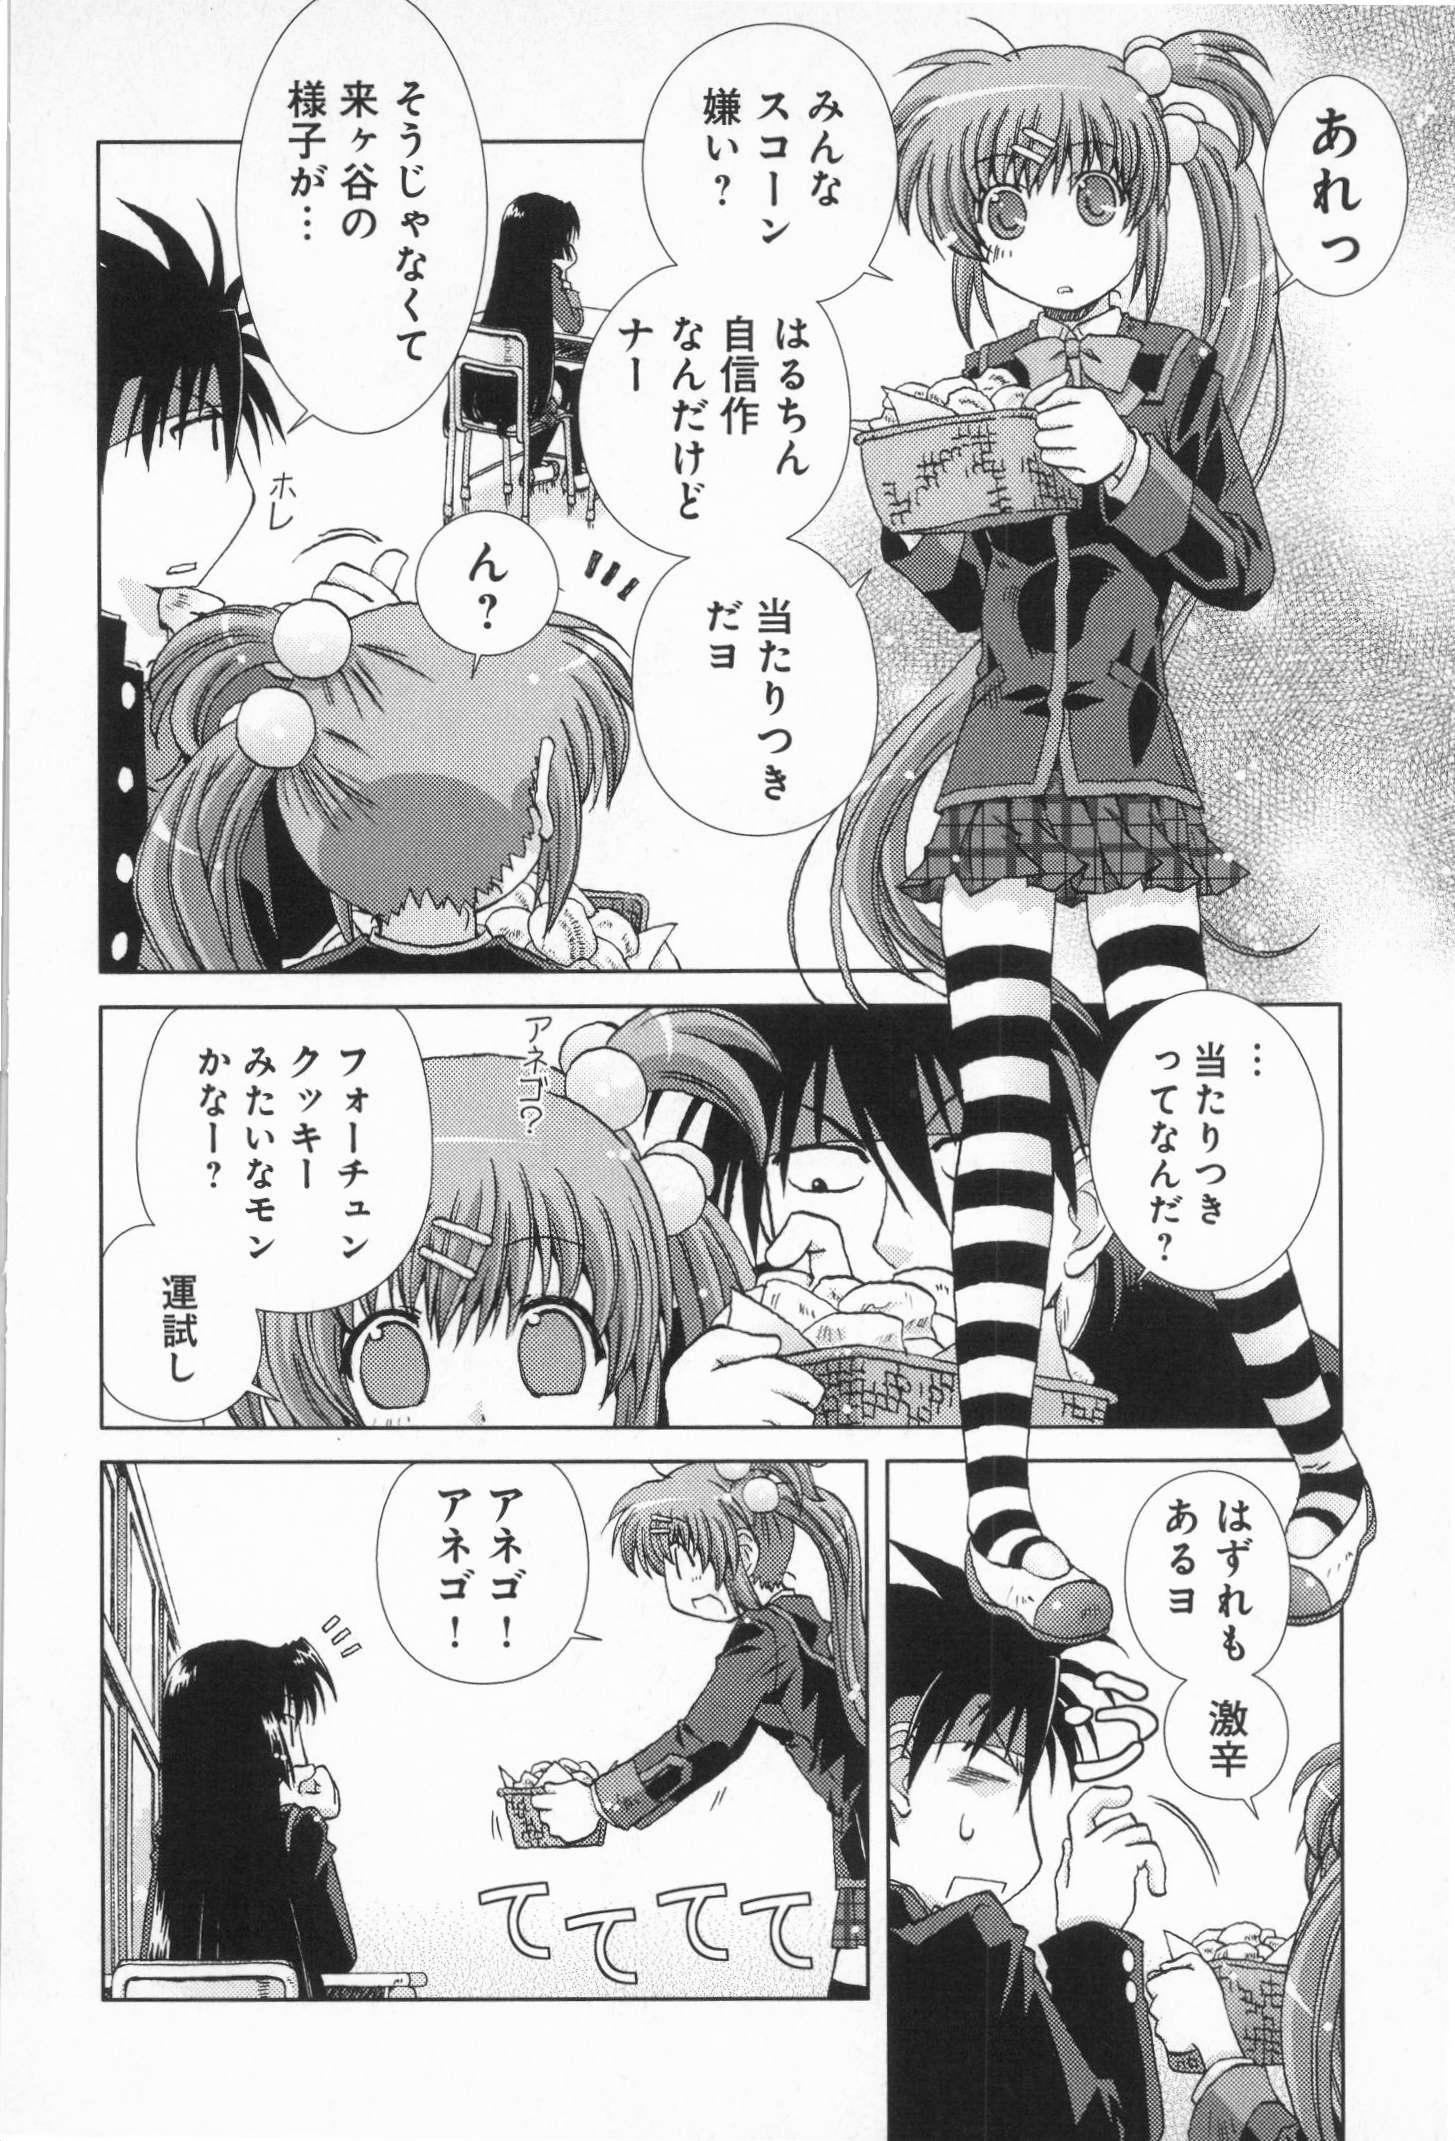 あれっ
みんな
スコーン
嫌い?
はるちん
自信作
なんだけど
ナー
当たりつき
だヨ
そうじゃなくて
来ヶ谷の
様子が…
ホレ
ん?
…
当たりつき
ってなんだ?
アネゴ?
フォーチュン
クッキー
みたいなモン
かなー?
運試し
はずれも
あるヨ
激辛
アネゴ!
アネゴ!
てててて